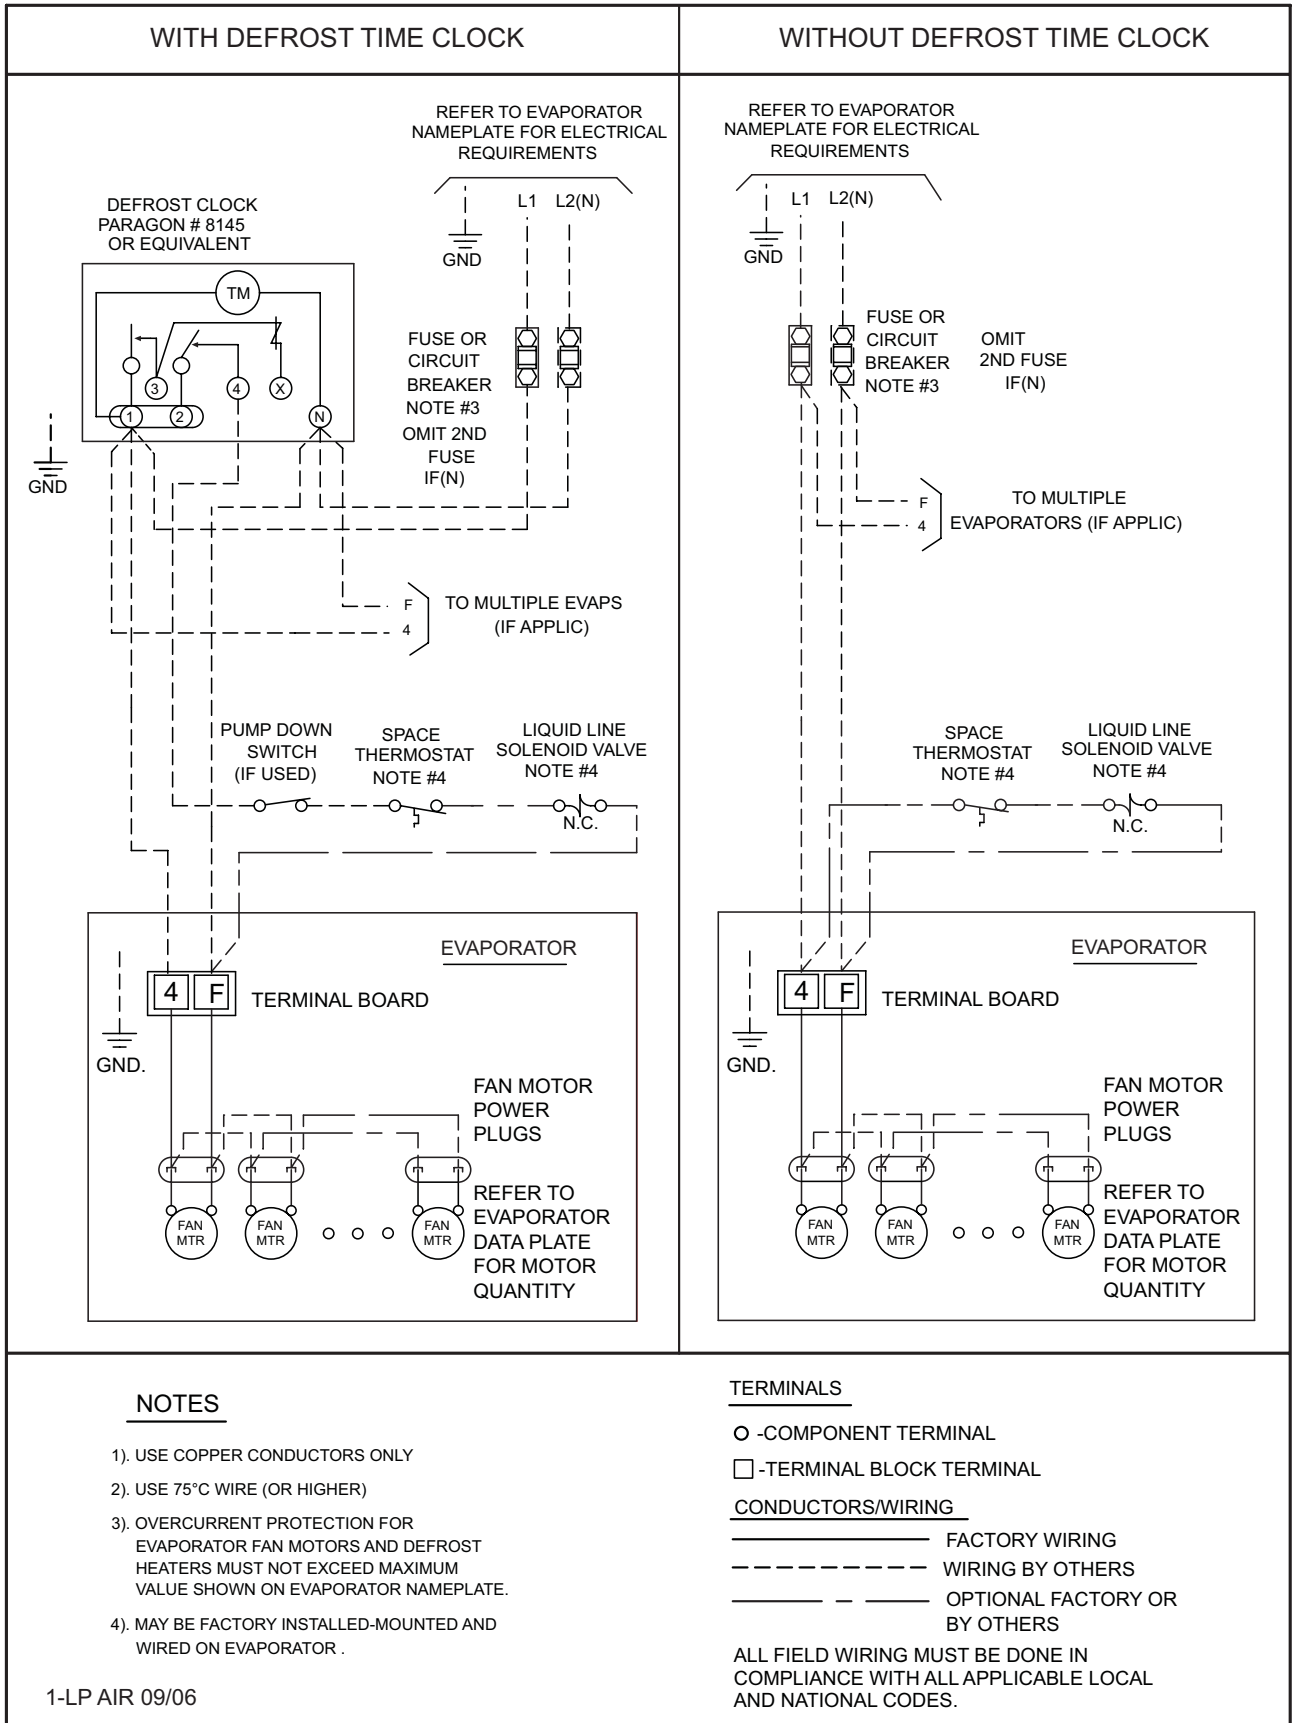 WITH DEFROST TIME CLOCK
REFER TO EVAPORATOR
NAMEPLATE FOR ELECTRICAL
REQUIREMENTS
L1 L2(N)
GND
DEFROST CLOCK
PARAGON # 8145
OR EQUIVALENT
TM
3 4 X
1 2 N
GND
FUSE OR
CIRCUIT
BREAKER
NOTE #3
OMIT 2ND
FUSE
IF(N)
F
4
TO MULTIPLE EVAPS
(IF APPLIC)
PUMP DOWN
SWITCH
(IF USED)
SPACE
THERMOSTAT
NOTE #4
LIQUID LINE
SOLENOID VALVE
NOTE #4
N.C.
EVAPORATOR
4 F
TERMINAL BOARD
GND.
FAN MOTOR
POWER
PLUGS
FAN
MTR
FAN
MTR
FAN
MTR
REFER TO
EVAPORATOR
DATA PLATE
FOR MOTOR
QUANTITY
WITHOUT DEFROST TIME CLOCK
REFER TO EVAPORATOR
NAMEPLATE FOR ELECTRICAL
REQUIREMENTS
L1 L2(N)
GND
FUSE OR
CIRCUIT
BREAKER
NOTE #3
OMIT
2ND FUSE
IF(N)
F
4
TO MULTIPLE
EVAPORATORS (IF APPLIC)
SPACE
THERMOSTAT
NOTE #4
LIQUID LINE
SOLENOID VALVE
NOTE #4
N.C.
EVAPORATOR
4 F
TERMINAL BOARD
GND.
FAN MOTOR
POWER
PLUGS
FAN
MTR
FAN
MTR
FAN
MTR
REFER TO
EVAPORATOR
DATA PLATE
FOR MOTOR
QUANTITY
NOTES
1). USE COPPER CONDUCTORS ONLY
2). USE 75°C WIRE (OR HIGHER)
3). OVERCURRENT PROTECTION FOR
EVAPORATOR FAN MOTORS AND DEFROST
HEATERS MUST NOT EXCEED MAXIMUM
VALUE SHOWN ON EVAPORATOR NAMEPLATE.
4). MAY BE FACTORY INSTALLED-MOUNTED AND
WIRED ON EVAPORATOR .
1-LP AIR 09/06
TERMINALS
-COMPONENT TERMINAL
-TERMINAL BLOCK TERMINAL
CONDUCTORS/WIRING
FACTORY WIRING
WIRING BY OTHERS
OPTIONAL FACTORY OR
BY OTHERS
ALL FIELD WIRING MUST BE DONE IN
COMPLIANCE WITH ALL APPLICABLE LOCAL
AND NATIONAL CODES.